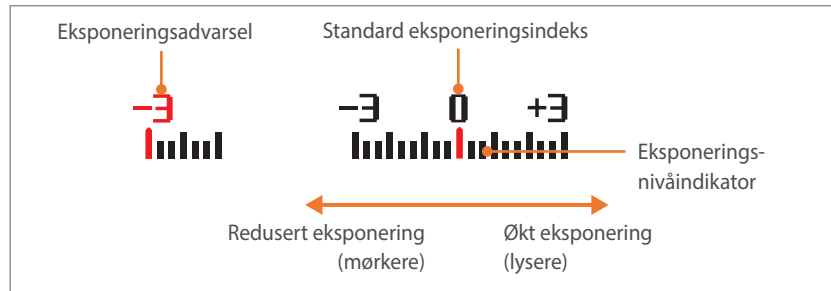 Eksponeringsadvarsel
Standard eksponeringsindeks
−3
−3 0 +3
Eksponerings-
nivåindikator
Redusert eksponering
(mørkere)
Økt eksponering
(lysere)